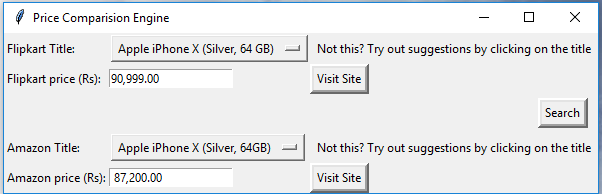 Price Comparision Engine
Flipkart Title: Apple iPhone X (Silver, 64 GB) Not this? Try out suggestions by clicking on the title
Flipkart price (Rs): 90,999.00 Visit Site
Search
Amazon Title: Apple iPhone X (Silver, 64GB) Not this? Try out suggestions by clicking on the title
Amazon price (Rs): 87,200.00 Visit Site